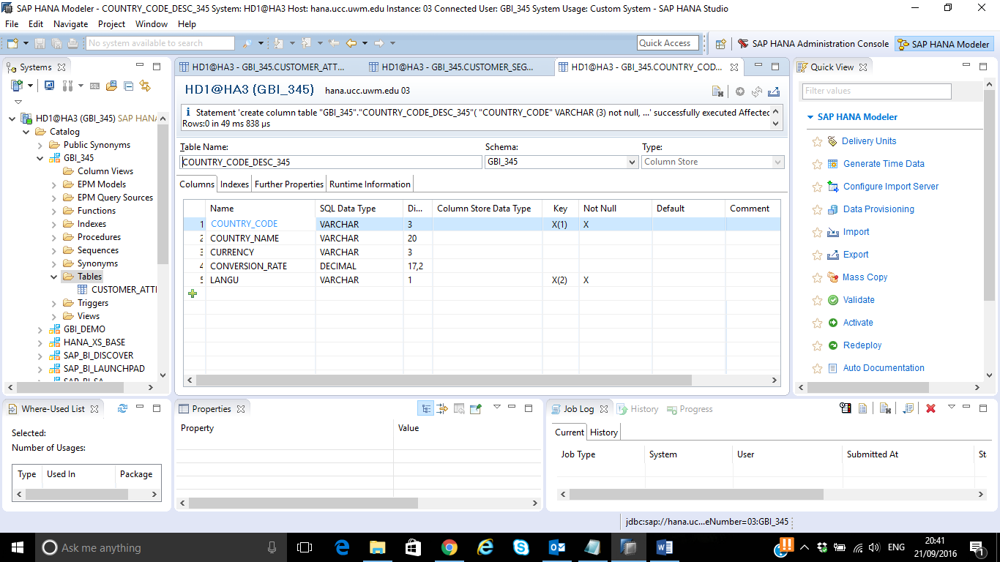 SAP HANA Modeler - COUNTRY_CODE_DESC_345 System: HD1@HA3 Host: hana.ucc.uwm.edu Instance: 03 Connected User: GBI_345 System Usage: Custom System - SAP HANA Studio
File Edit Navigate Project Window Help
No system available to search
Quick Access
SAP HANA Administration Console
SAP HANA Modeler
Systems
HD1@HA3 (GBI_345) SAP HANA
Catalog
Public Synonyms
GBI_345
Column Views
EPM Models
EPM Query Sources
Functions
Indexes
Procedures
Sequences
Synonyms
Tables
CUSTOMER_ATTI
Triggers
Views
GBI_DEMO
HANA_XS_BASE
SAP_BI_DISCOVER
SAP_BI_LAUNCHPAD
HD1@HA3 - GBI_345.CUSTOMER_ATT...
HD1@HA3 - GBI_345.CUSTOMER_SEG...
HD1@HA3 - GBI_345.COUNTRY_COD...
HD1@HA3 (GBI_345) hana.ucc.uwm.edu 03
Statement 'create column table "GBI_345"."COUNTRY_CODE_DESC_345"( "COUNTRY_CODE" VARCHAR (3) not null, ...' successfully executed Affected
Rows:0 in 49 ms 838 µs
Table Name: Schema: Type:
COUNTRY_CODE_DESC_345 GBI_345 Column Store
Columns Indexes Further Properties Runtime Information
Name SQL Data Type Di... Column Store Data Type Key Not Null Default Comment
1 COUNTRY_CODE VARCHAR 3 X(1) X
2 COUNTRY_NAME VARCHAR 20
3 CURRENCY VARCHAR 3
4 CONVERSION_RATE DECIMAL 17,2
5 LANGU VARCHAR 1 X(2) X
Quick View
Filter values
SAP HANA Modeler
Delivery Units
Generate Time Data
Configure Import Server
Data Provisioning
Import
Export
Mass Copy
Validate
Activate
Redeploy
Auto Documentation
Where-Used List
Selected:
Number of Usages:
Type Used In Package
Properties
Property Value
Job Log History Progress
Current History
Job Type System User Submitted At St
jdbc:sap://hana.uc...eNumber=03:GBI_345
Ask me anything
ENG
20:41
21/09/2016
1